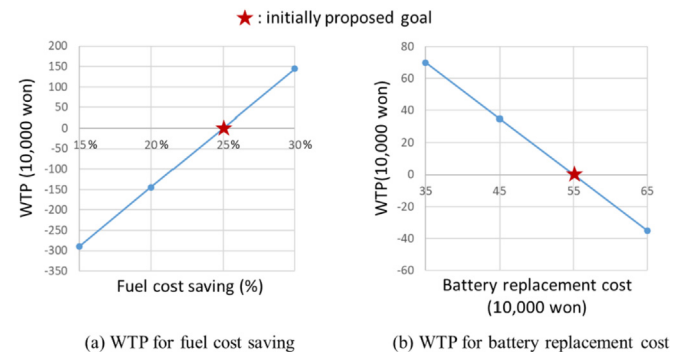 ★ : initially proposed goal
WTP (10,000 won)
200
150
100
50
0
-50
-100
-150
-200
-250
-300
-350
15% 20% 25% 30%
Fuel cost saving (%)
(a) WTP for fuel cost saving
WTP(10,000 won)
80
60
40
20
0
-20
-40
-60
35 45 55 65
Battery replacement cost
(10,000 won)
(b) WTP for battery replacement cost